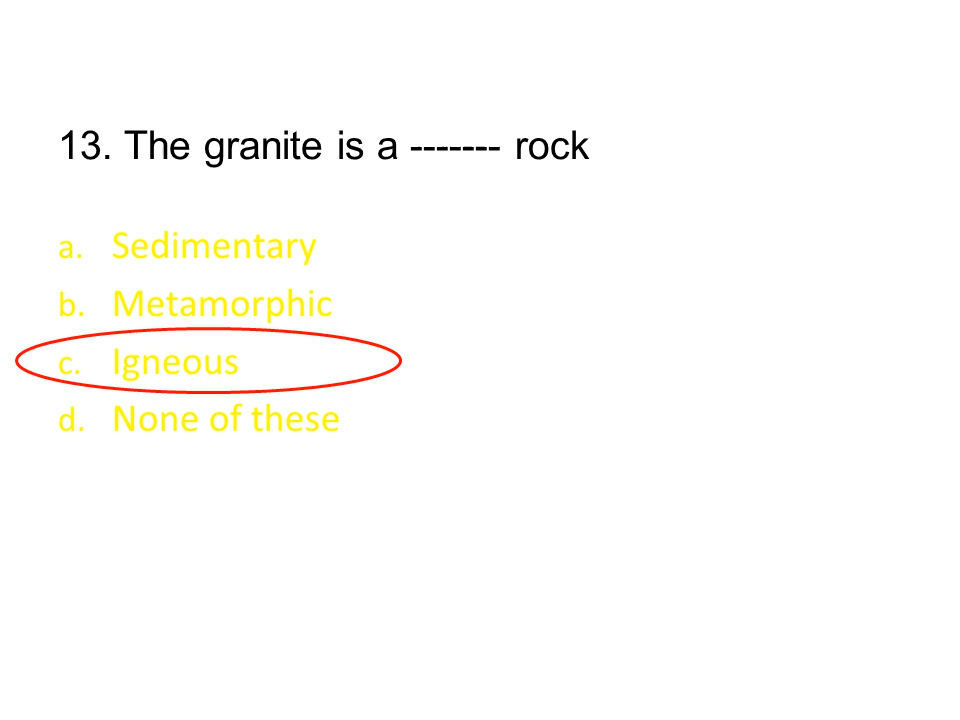 13. The granite is a ------- rock
a. Sedimentary
b. Metamorphic
c. Igneous
d. None of these